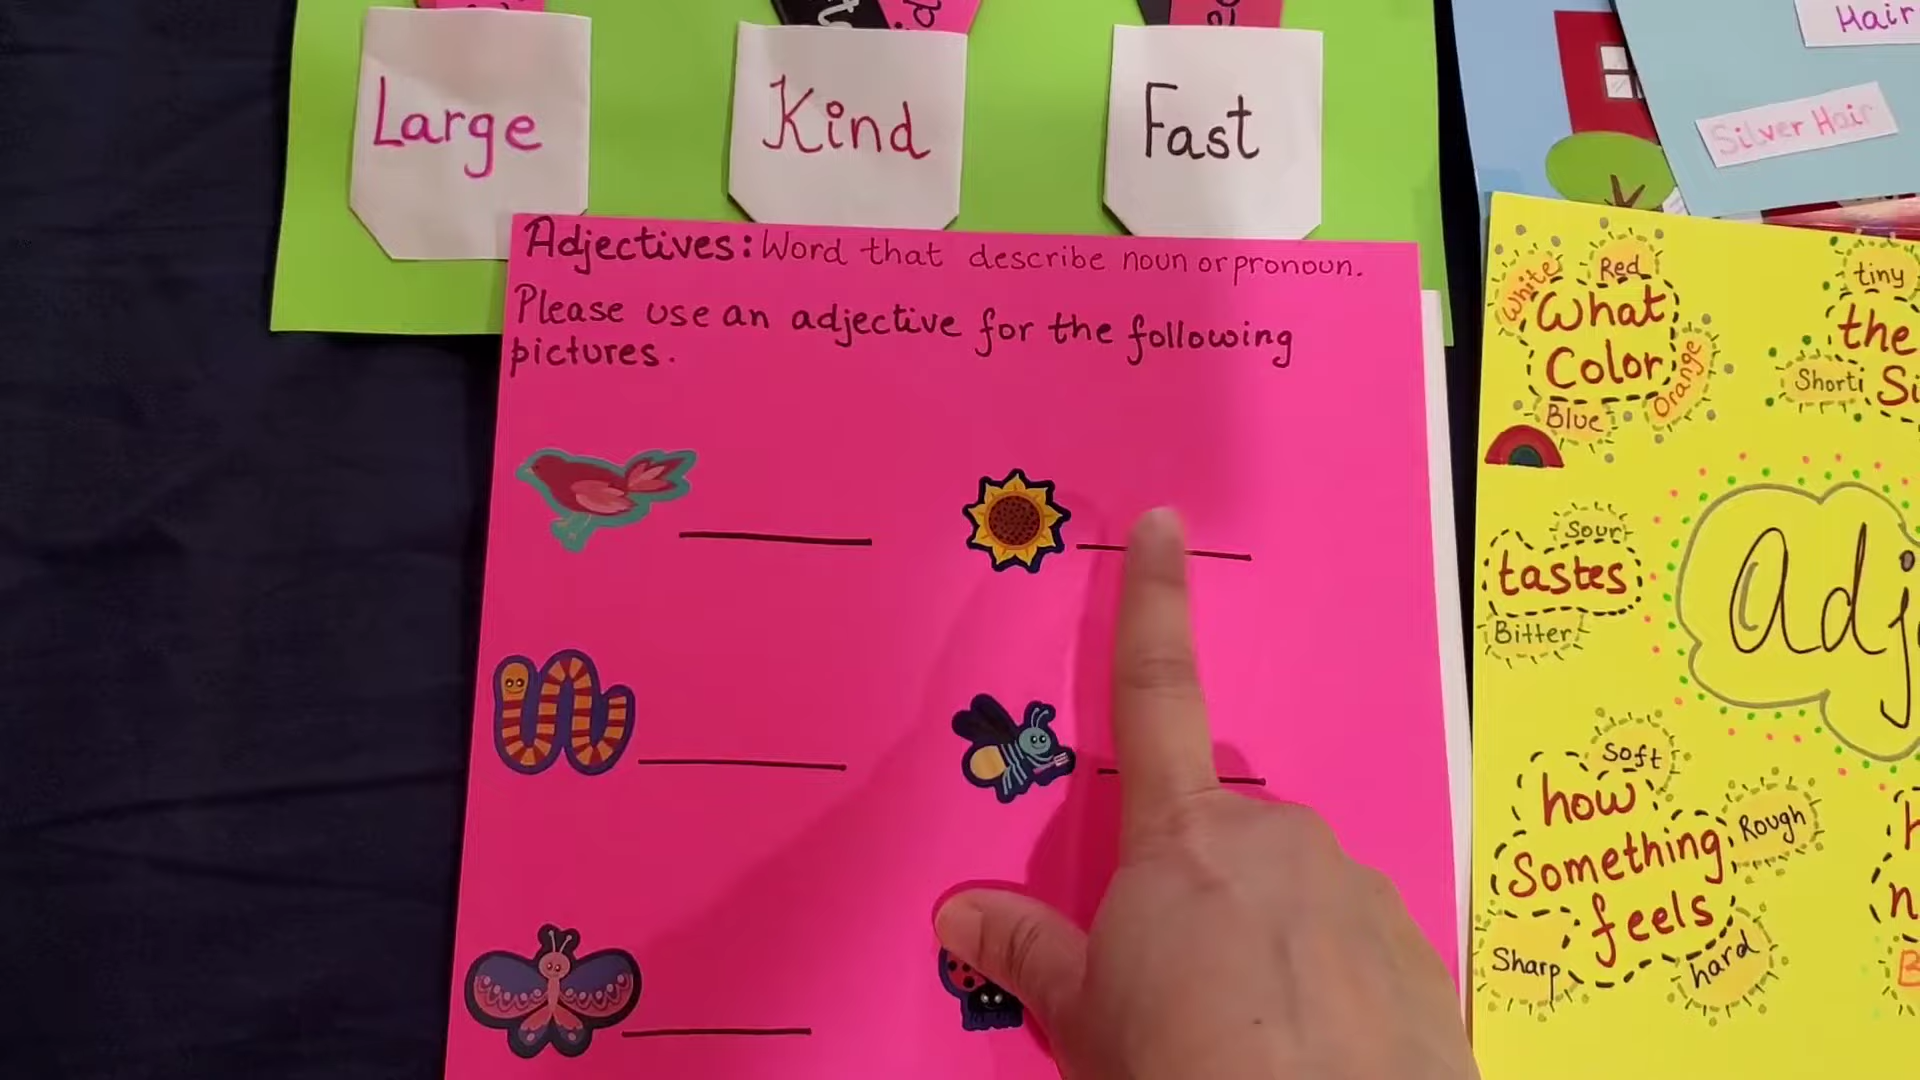 Large
Kind
Fast
Hair
Silver Hair
Adjectives: Word that describe noun or pronoun.
Please use an adjective for the following
pictures.
White
Red
What
Color
Orange
Blue
tiny
the
Short
Sour
tastes
Bitter
Adj
Soft
how
Something
feels
Rough
Sharp
hard